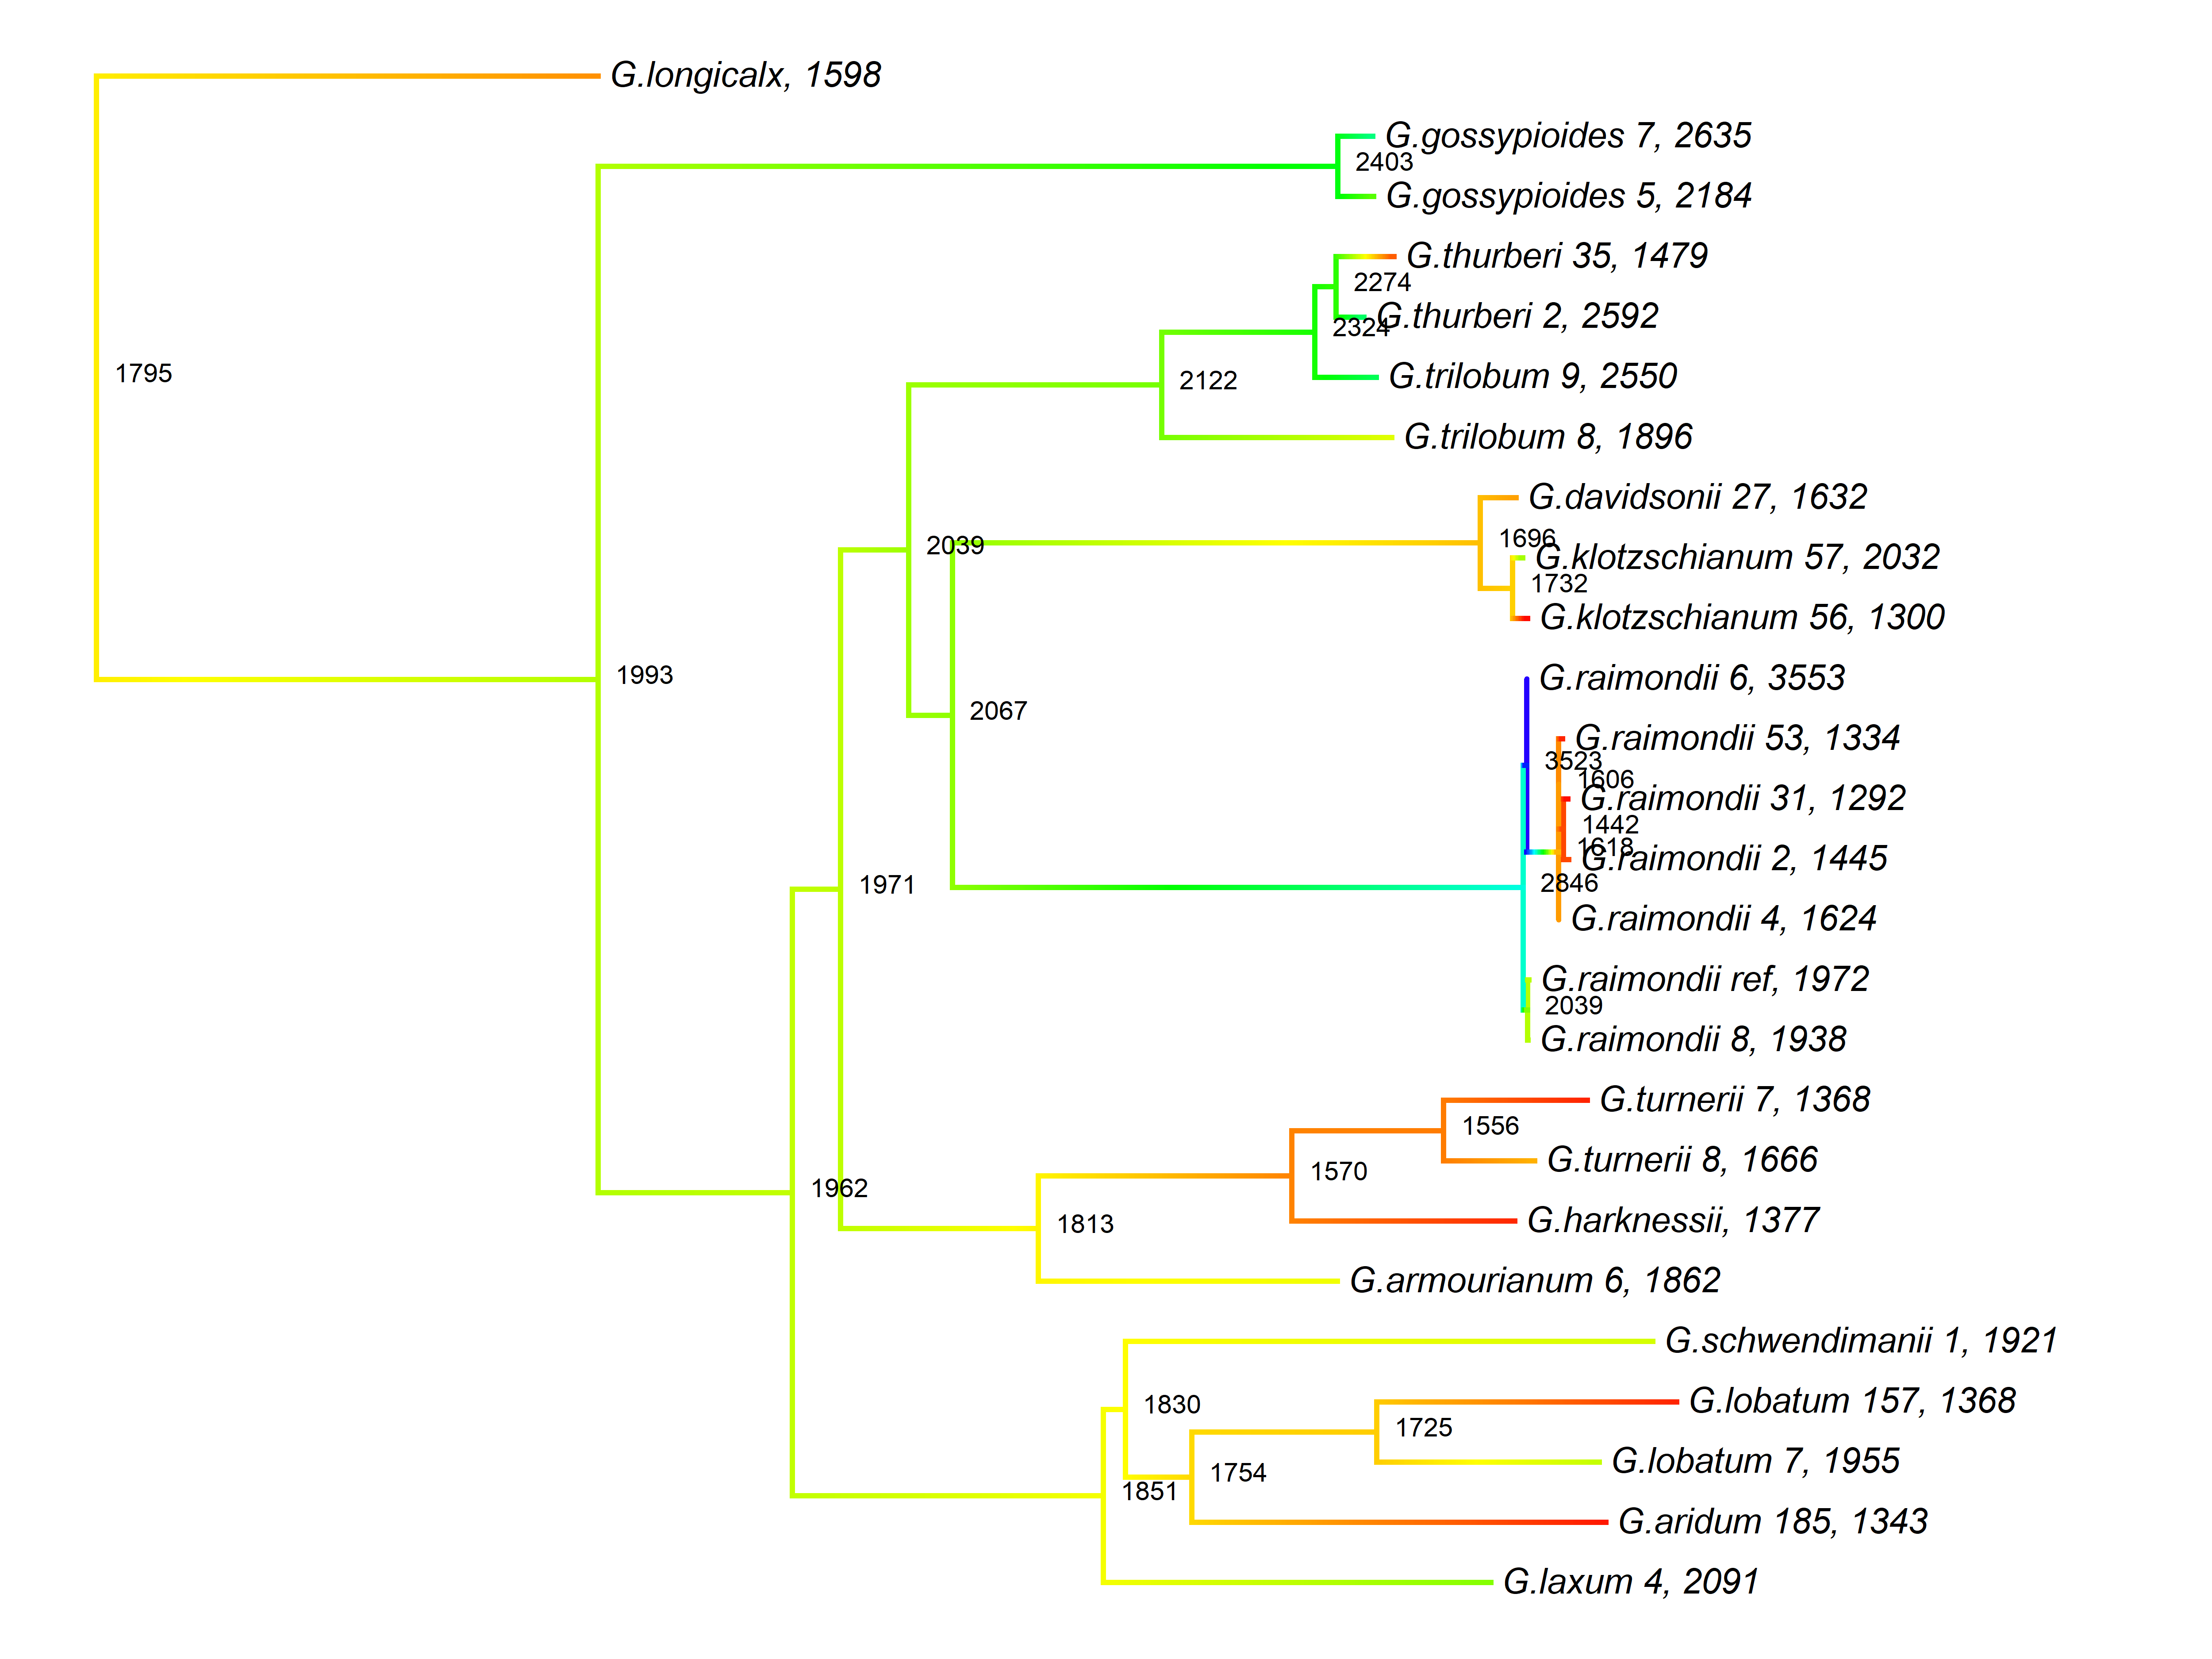 G.longicalx, 1598
G.gossypioides 7, 2635
2403
G.gossypioides 5, 2184
G.thurberi 35, 1479
2274
G.thurberi 2, 2592
2324
1795
G.trilobum 9, 2550
2122
G.trilobum 8, 1896
G.davidsonii 27, 1632
1696
2039
G.klotzschianum 57, 2032
1732
G.klotzschianum 56, 1300
1993
G.raimondii 6, 3553
2067
G.raimondii 53, 1334
3523
1606
G.raimondii 31, 1292
1442
1618
G.raimondii 2, 1445
2846
1971
G.raimondii 4, 1624
G.raimondii ref, 1972
2039
G.raimondii 8, 1938
G.turnerii 7, 1368
1556
G.turnerii 8, 1666
1570
1962
G.harknessii, 1377
1813
G.armourianum 6, 1862
G.schwendimanii 1, 1921
G.lobatum 157, 1368
1830
1725
G.lobatum 7, 1955
1754
1851
G.aridum 185, 1343
G.laxum 4, 2091